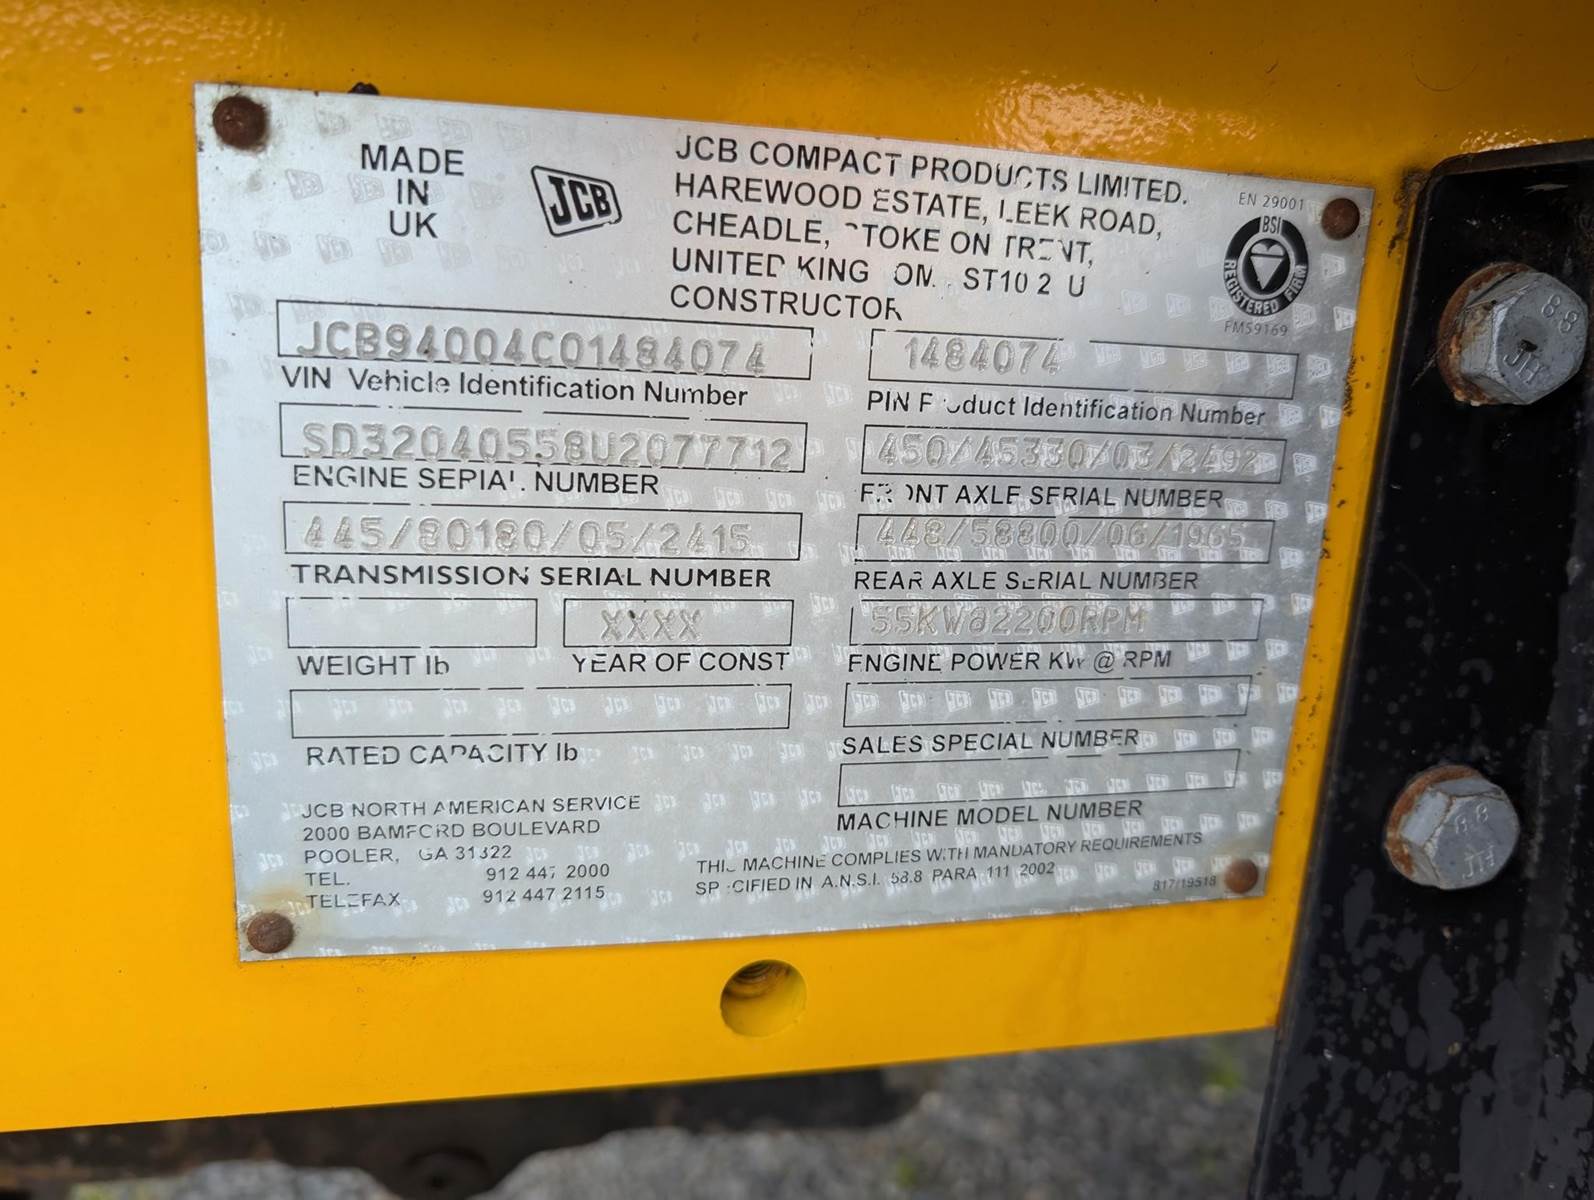 MADE
IN
UK
JCB
JCB COMPACT PRODUCTS LIMITED.
HAREWOOD ESTATE, LEEK ROAD,
CHEADLE, STOKE ON TRENT,
UNITED KINGDOM. ST10 2 U
CONSTRUCTOR
EN 29001
BSI
REGISTERED FIRM
FM59169
JCB94004C01484074
VIN Vehicle Identification Number
1484074
PIN Product Identification Number
SD32040558U2077712
ENGINE SERIAL NUMBER
450/45330/03/2492
FRONT AXLE SERIAL NUMBER
445/80180/05/2415
TRANSMISSION SERIAL NUMBER
448/58800/06/1965
REAR AXLE SERIAL NUMBER
WEIGHT lb
XXXX
YEAR OF CONST
55KW@2200RPM
ENGINE POWER KW @ RPM
RATED CAPACITY lb
SALES SPECIAL NUMBER
MACHINE MODEL NUMBER
JCB NORTH AMERICAN SERVICE
2000 BAMFORD BOULEVARD
POOLER, GA 31322
TEL. 912 447 2000
TELEFAX 912 447 2115
THIS MACHINE COMPLIES WITH MANDATORY REQUIREMENTS
SPECIFIED IN A.N.S.I. 58.8 PARA 111 2002
817/19518
8.8
JH
8.8
JH